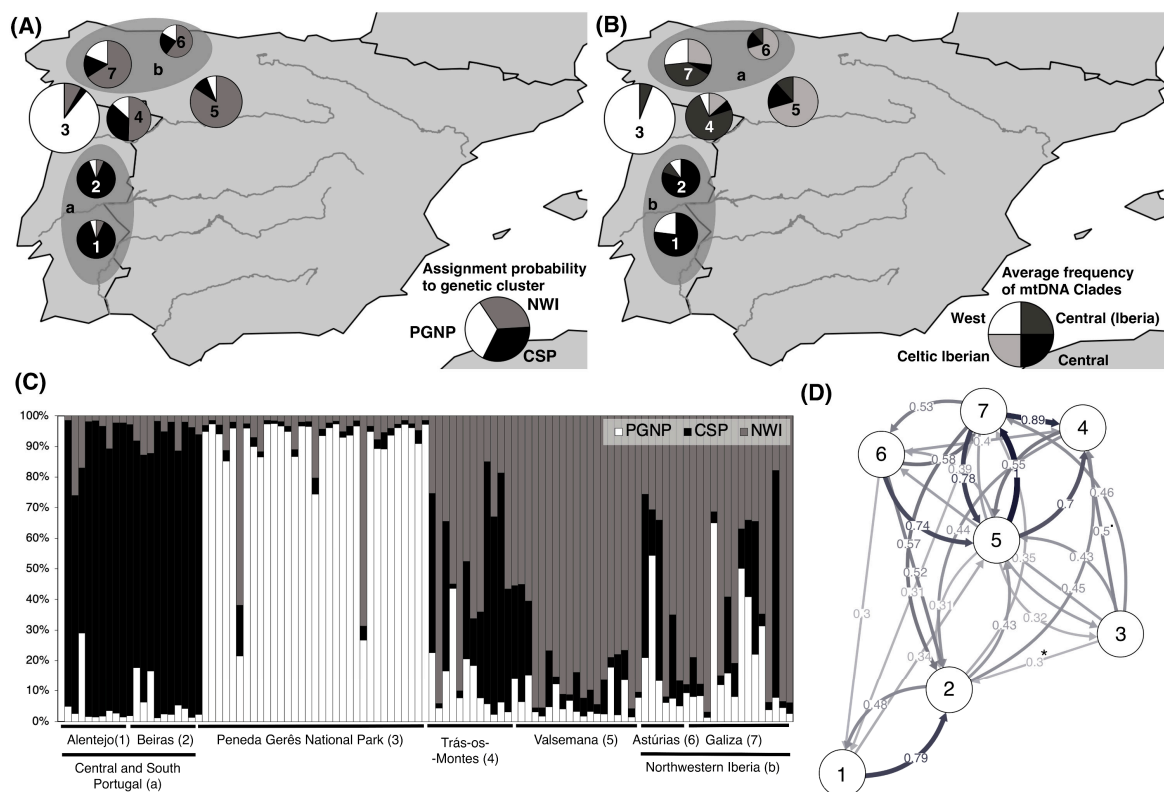 (A)
6
7
b
5
4
3
2
a
1
Assignment probability
to genetic cluster
NWI
PGNP
CSP
(B)
6
7
a
5
4
3
2
b
1
Average frequency
of mtDNA Clades
West
Central (Iberia)
Celtic Iberian
Central
(C)
100%
90%
80%
70%
60%
50%
40%
30%
20%
10%
0%
PGNP CSP NWI
Alentejo(1) Beiras (2) Peneda Gerês National Park (3) Trás-os-
-Montes (4) Valsemana (5) Astúrias (6) Galiza (7)
Central and South
Portugal (a)
Northwestern Iberia (b)
(D)
7
0.53
0.89
4
6
0.4
0.58
0.39
0.55
0.78
0.46
0.7
0.74
0.44
5
0.5
0.57
0.35
0.43
0.52
0.31
0.45
0.3
0.31
0.32
0.43
3
0.34
0.3
*
2
0.48
0.79
1